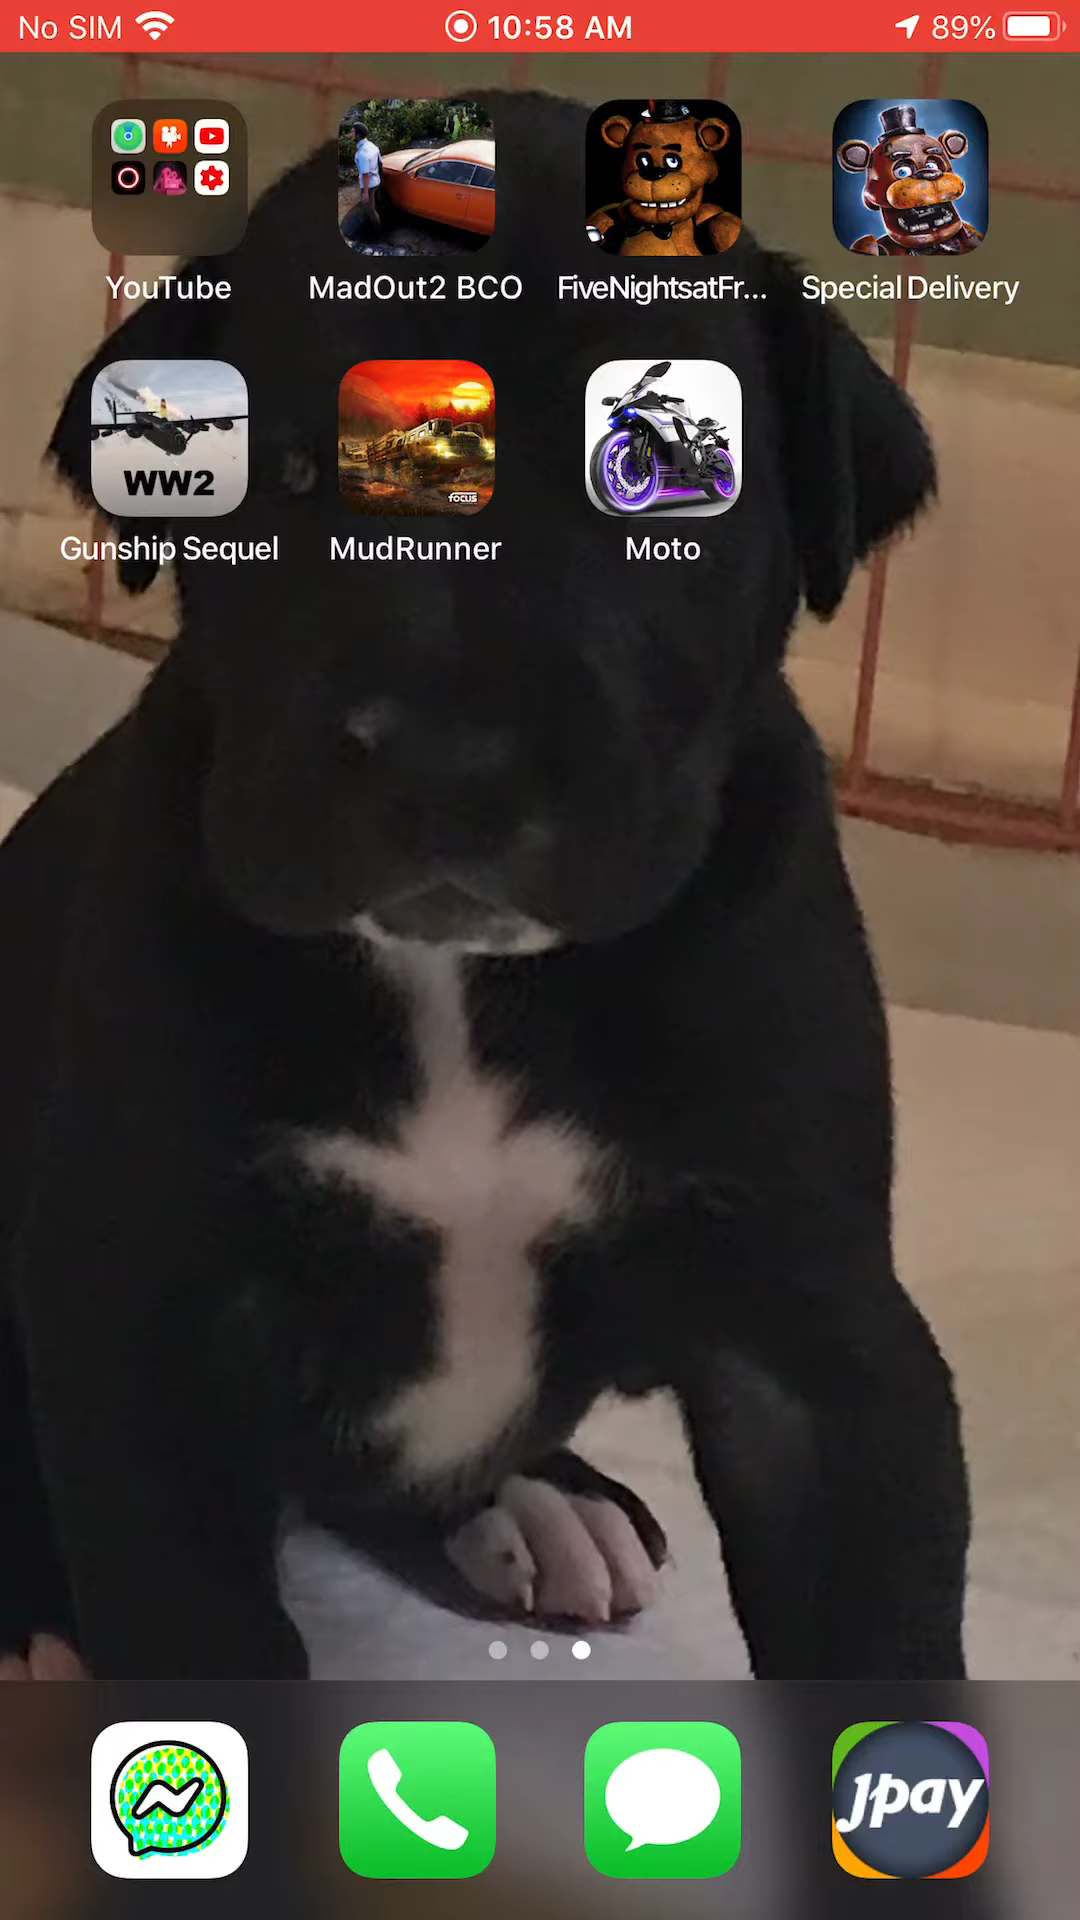 No SIM 10:58 AM 89%
YouTube MadOut2 BCO FiveNightsatFr... Special Delivery
WW2
focus
Gunship Sequel MudRunner Moto
Jpay